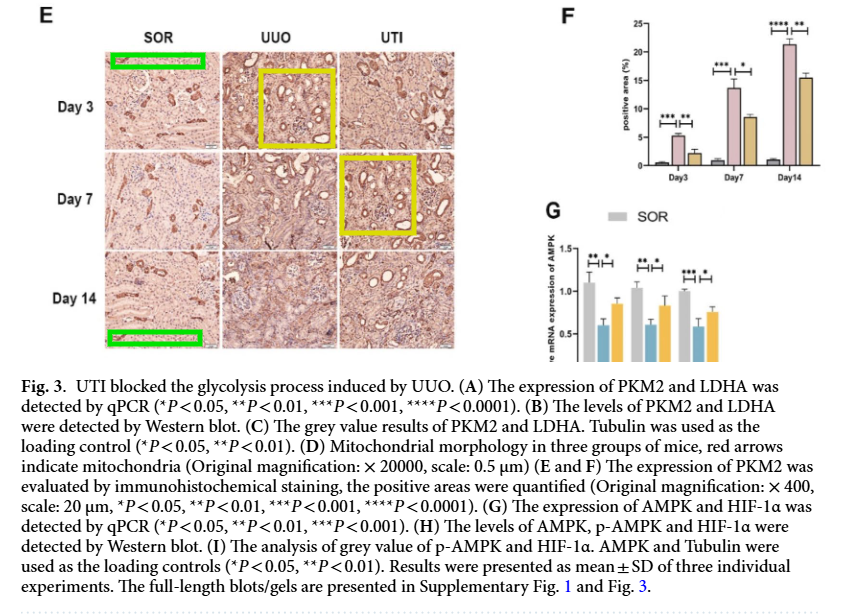 E
F
SOR
UUO
UTI
Day 3
Day 7
Day 14
positive area (%)
25
20
15
10
5
0
*** **
*** *
**** **
Day3
Day7
Day14
G
SOR
e mRNA expression of AMPK
1.5
1.0
0.5
** *
** *
*** *
Fig. 3. UTI blocked the glycolysis process induced by UUO. (A) The expression of PKM2 and LDHA was
detected by qPCR (*P < 0.05, **P < 0.01, ***P < 0.001, ****P < 0.0001). (B) The levels of PKM2 and LDHA
were detected by Western blot. (C) The grey value results of PKM2 and LDHA. Tubulin was used as the
loading control (*P < 0.05, **P < 0.01). (D) Mitochondrial morphology in three groups of mice, red arrows
indicate mitochondria (Original magnification: × 20000, scale: 0.5 μm) (E and F) The expression of PKM2 was
evaluated by immunohistochemical staining, the positive areas were quantified (Original magnification: × 400,
scale: 20 μm, *P < 0.05, **P < 0.01, ***P < 0.001, ****P < 0.0001). (G) The expression of AMPK and HIF-1α was
detected by qPCR (*P < 0.05, **P < 0.01, ***P < 0.001). (H) The levels of AMPK, p-AMPK and HIF-1α were
detected by Western blot. (I) The analysis of grey value of p-AMPK and HIF-1α. AMPK and Tubulin were
used as the loading controls (*P < 0.05, **P < 0.01). Results were presented as mean ± SD of three individual
experiments. The full-length blots/gels are presented in Supplementary Fig. 1 and Fig. 3.